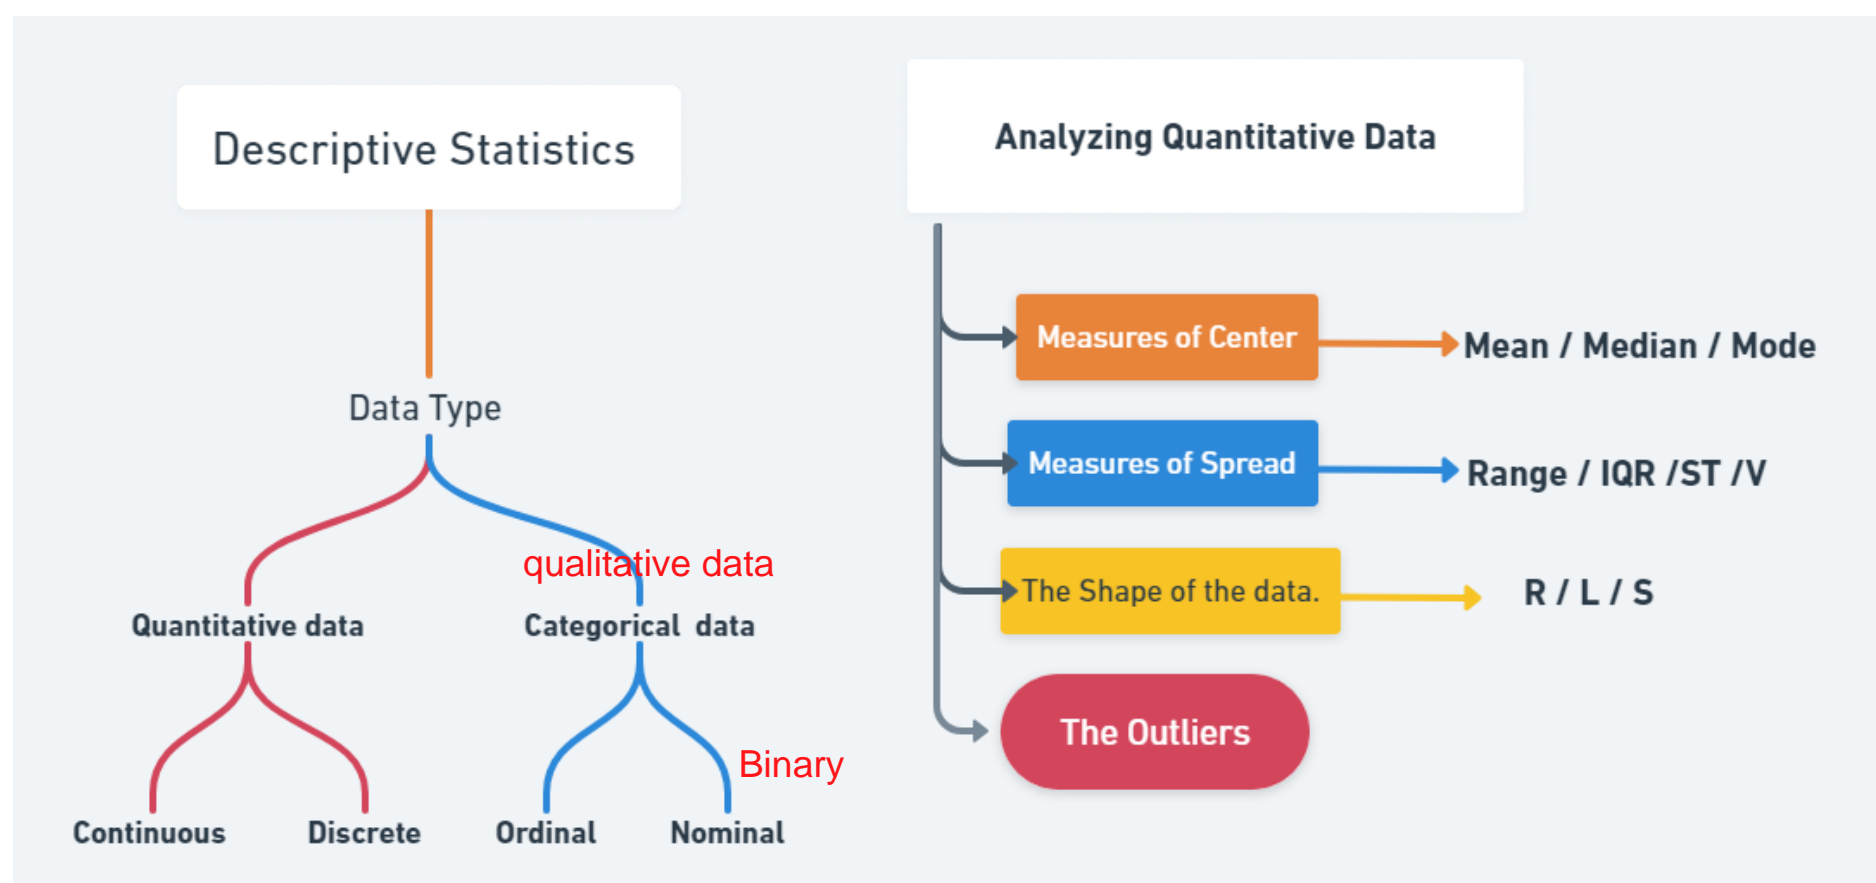 Descriptive Statistics
Data Type
qualitative data
Quantitative data
Categorical data
Binary
Continuous
Discrete
Ordinal
Nominal
Analyzing Quantitative Data
Measures of Center
Mean / Median / Mode
Measures of Spread
Range / IQR /ST /V
The Shape of the data.
R / L / S
The Outliers